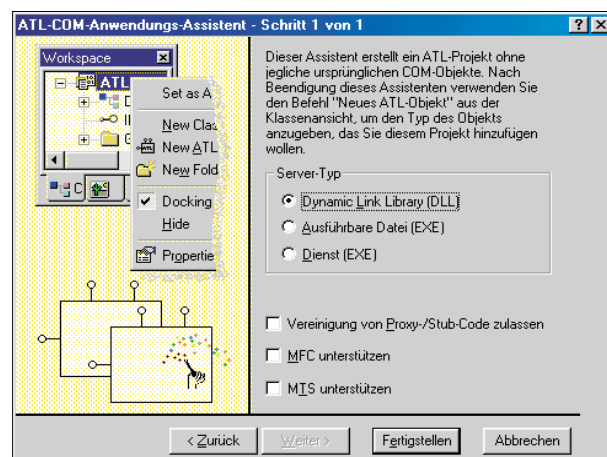 ATL-COM-Anwendungs-Assistent - Schritt 1 von 1
Workspace
ATL
Set as A
New Clas
New ATL
New Fold
Docking
Hide
Propertie
C
Dieser Assistent erstellt ein ATL-Projekt ohne
jegliche ursprünglichen COM-Objekte. Nach
Beendigung dieses Assistenten verwenden Sie
den Befehl "Neues ATL-Objekt" aus der
Klassenansicht, um den Typ des Objekts
anzugeben, das Sie diesem Projekt hinzufügen
wollen.
Server-Typ
Dynamic Link Library (DLL)
Ausführbare Datei (EXE)
Dienst (EXE)
Vereinigung von Proxy-/Stub-Code zulassen
MFC unterstützen
MTS unterstützen
< Zurück
Weiter >
Fertigstellen
Abbrechen